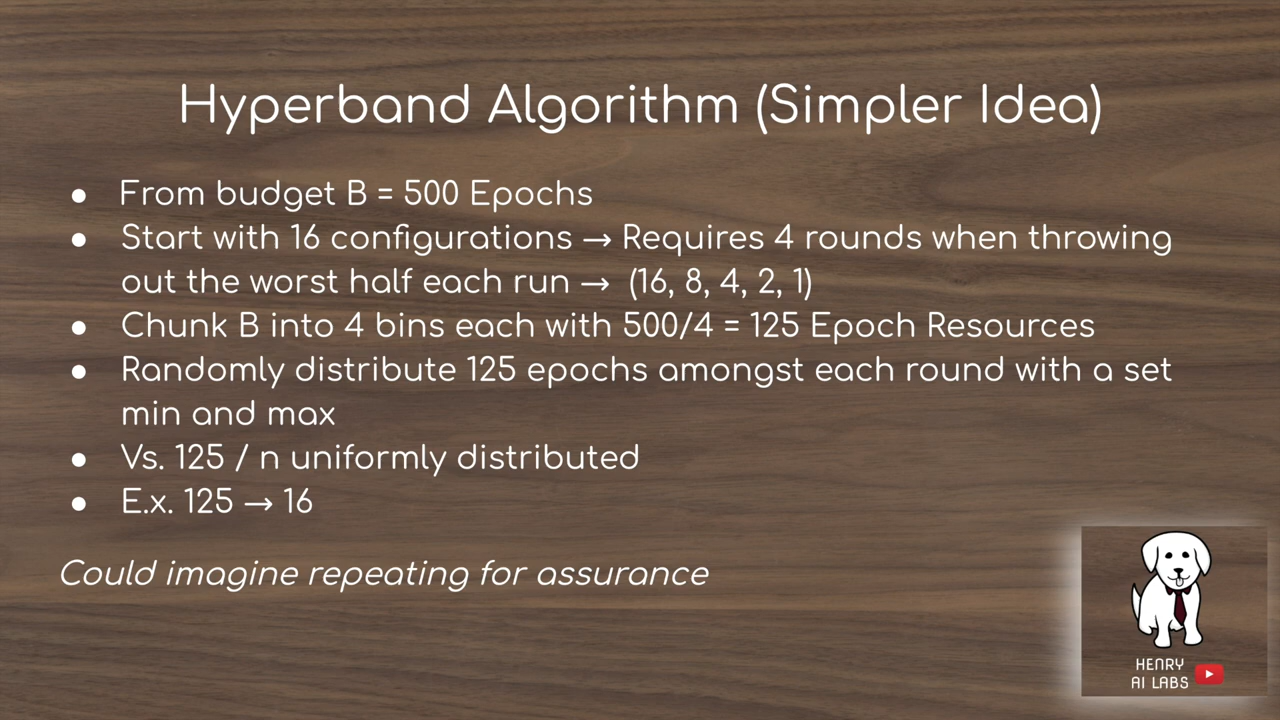 Hyperband Algorithm (Simpler Idea)
● From budget B = 500 Epochs
● Start with 16 configurations → Requires 4 rounds when throwing
out the worst half each run → (16, 8, 4, 2, 1)
● Chunk B into 4 bins each with 500/4 = 125 Epoch Resources
● Randomly distribute 125 epochs amongst each round with a set
min and max
● Vs. 125 / n uniformly distributed
● E.x. 125 → 16
Could imagine repeating for assurance
HENRY
AI LABS